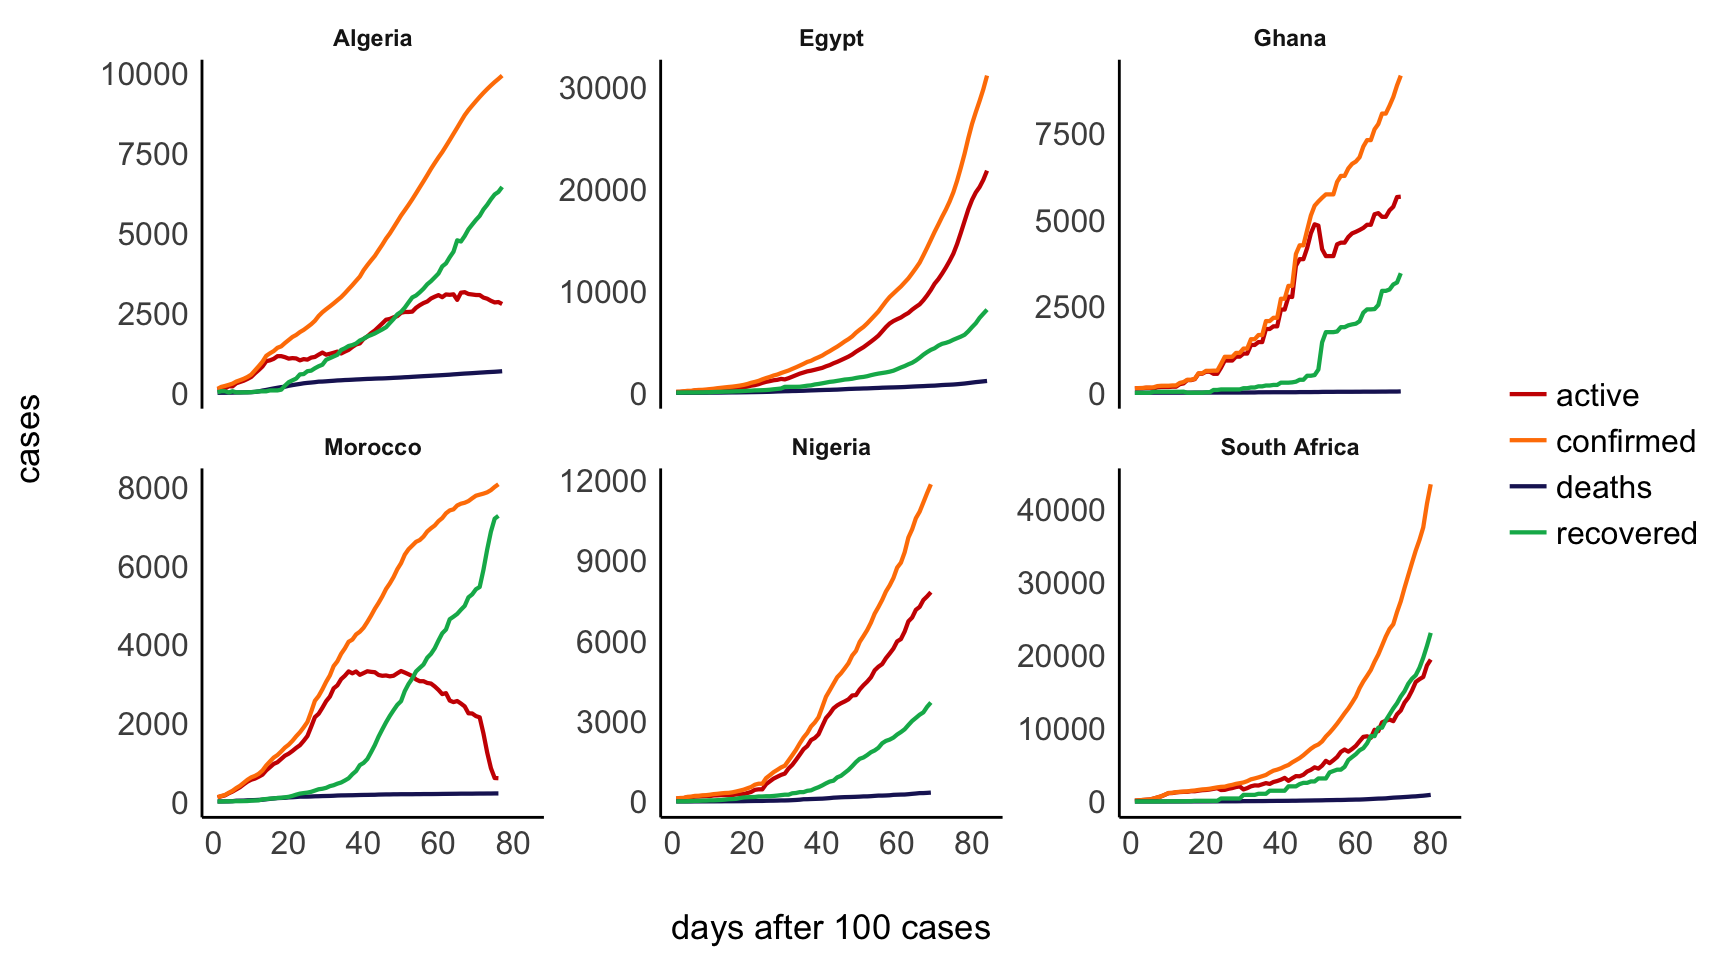 Algeria
Egypt
Ghana
10000
7500
5000
2500
0
30000
20000
10000
0
7500
5000
2500
0
Morocco
Nigeria
South Africa
8000
6000
4000
2000
0
12000
9000
6000
3000
0
40000
30000
20000
10000
0
0 20 40 60 80
0 20 40 60 80
0 20 40 60 80
cases
days after 100 cases
active
confirmed
deaths
recovered